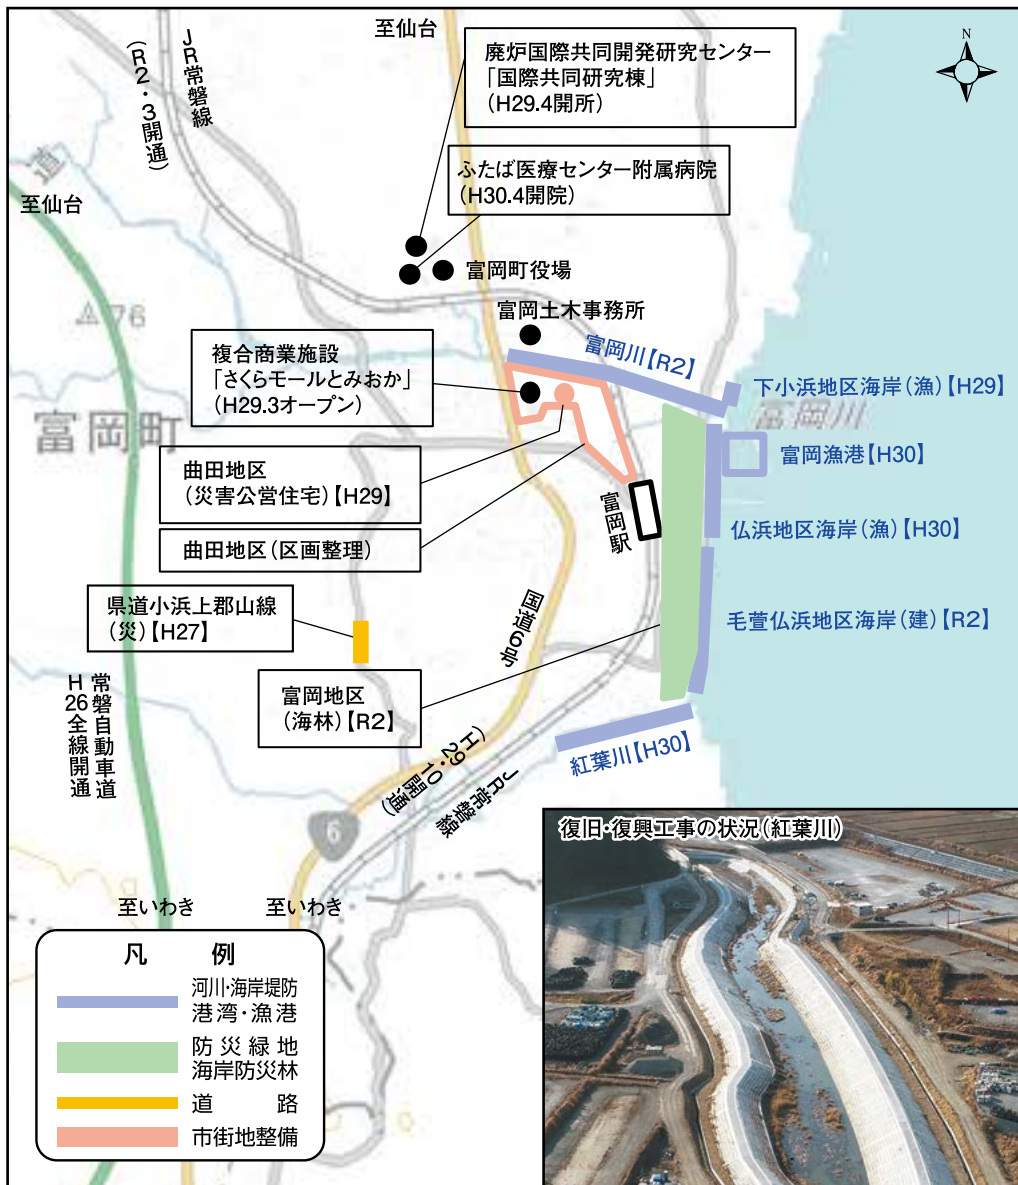 至仙台
N
廃炉国際共同開発研究センター
「国際共同研究棟」
(H29.4開所)
JR常磐線
(R2・3開通)
ふたば医療センター附属病院
(H30.4開院)
道
至仙台
富岡町役場
富岡土木事務所
76
富岡川【R2】
複合商業施設
「さくらモールとみおか」
(H29.3オープン)
下小浜地区海岸(漁)【H29】
富岡川
富岡町
富岡漁港【H30】
曲田地区
(災害公営住宅)【H29】
富岡駅
仏浜地区海岸(漁)【H30】
曲田地区(区画整理)
県道小浜上郡山線
(災)【H27】
国道6号
毛萱仏浜地区海岸(建)【R2】
富岡地区
(海林)【R2】
常磐自動車道
H26全線開通
紅葉川【H30】
JR常磐線
(H29・10開通)
6
復旧・復興工事の状況(紅葉川)
至いわき
至いわき
凡例
河川・海岸堤防
港湾・漁港
防災緑地
海岸防災林
道路
市街地整備